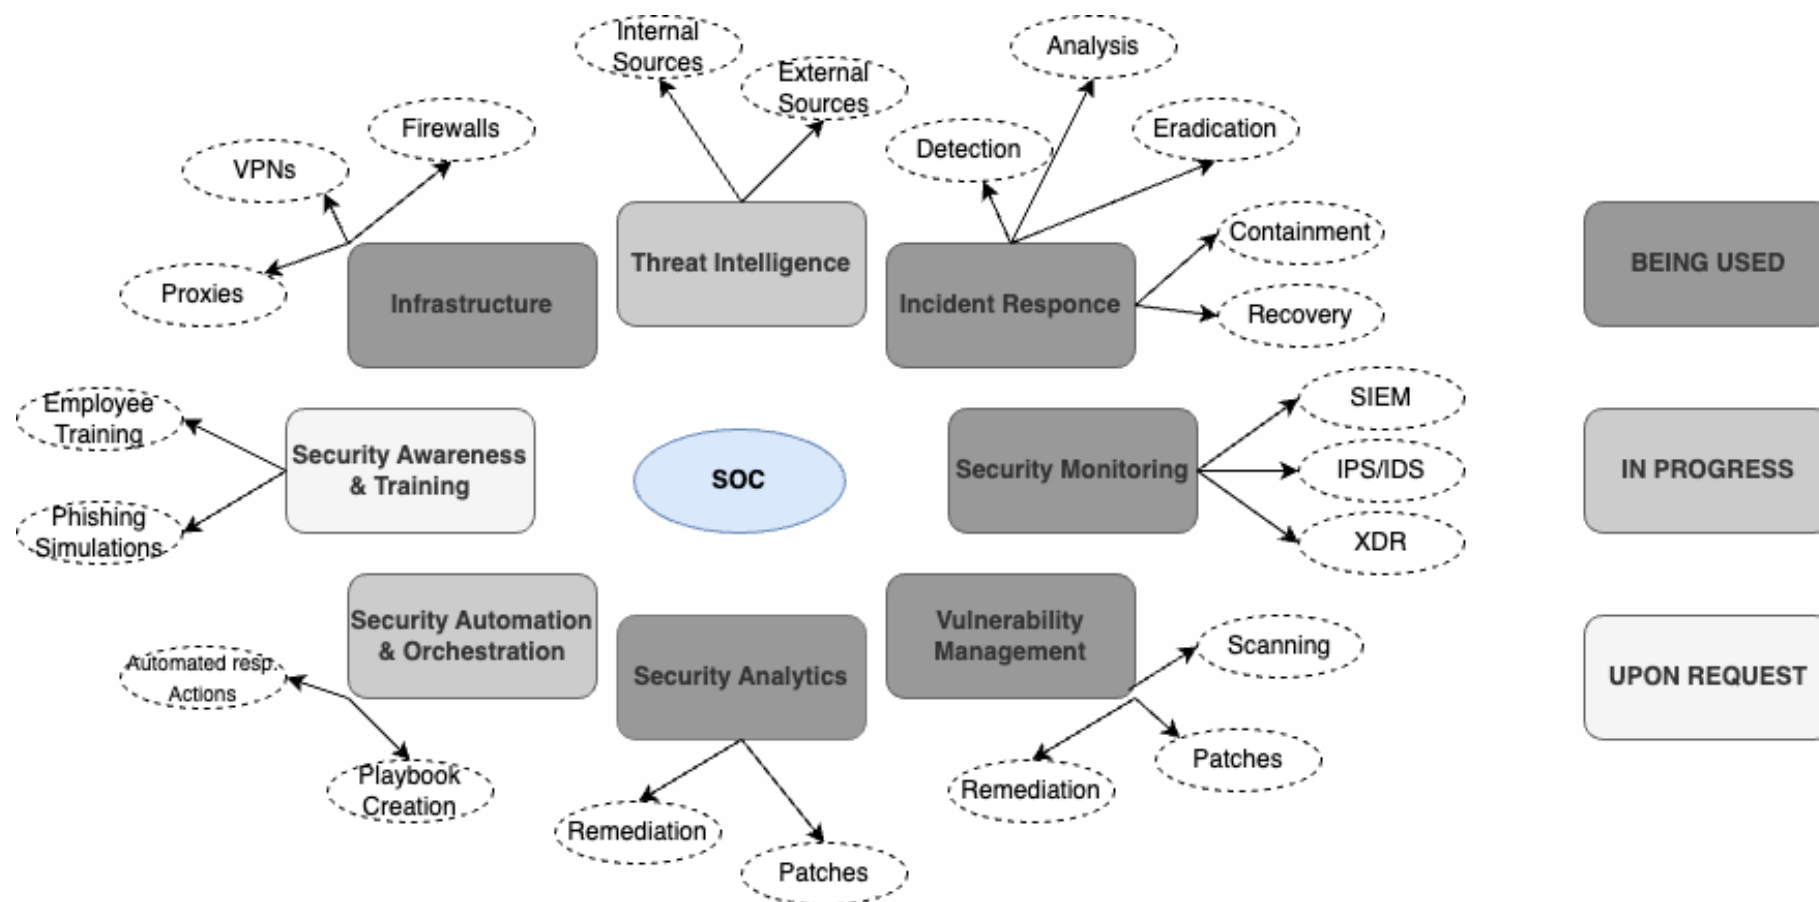 Internal
Sources
Analysis
External
Sources
Firewalls
Eradication
Detection
VPNs
Containment
Threat Intelligence
BEING USED
Proxies
Infrastructure
Incident Responce
Recovery
SIEM
Employee
Training
Security Awareness
& Training
SOC
Security Monitoring
IPS/IDS
IN PROGRESS
Phishing
Simulations
XDR
Security Automation
& Orchestration
Vulnerability
Management
Scanning
Automated resp.
Actions
Security Analytics
UPON REQUEST
Playbook
Creation
Patches
Remediation
Remediation
Patches